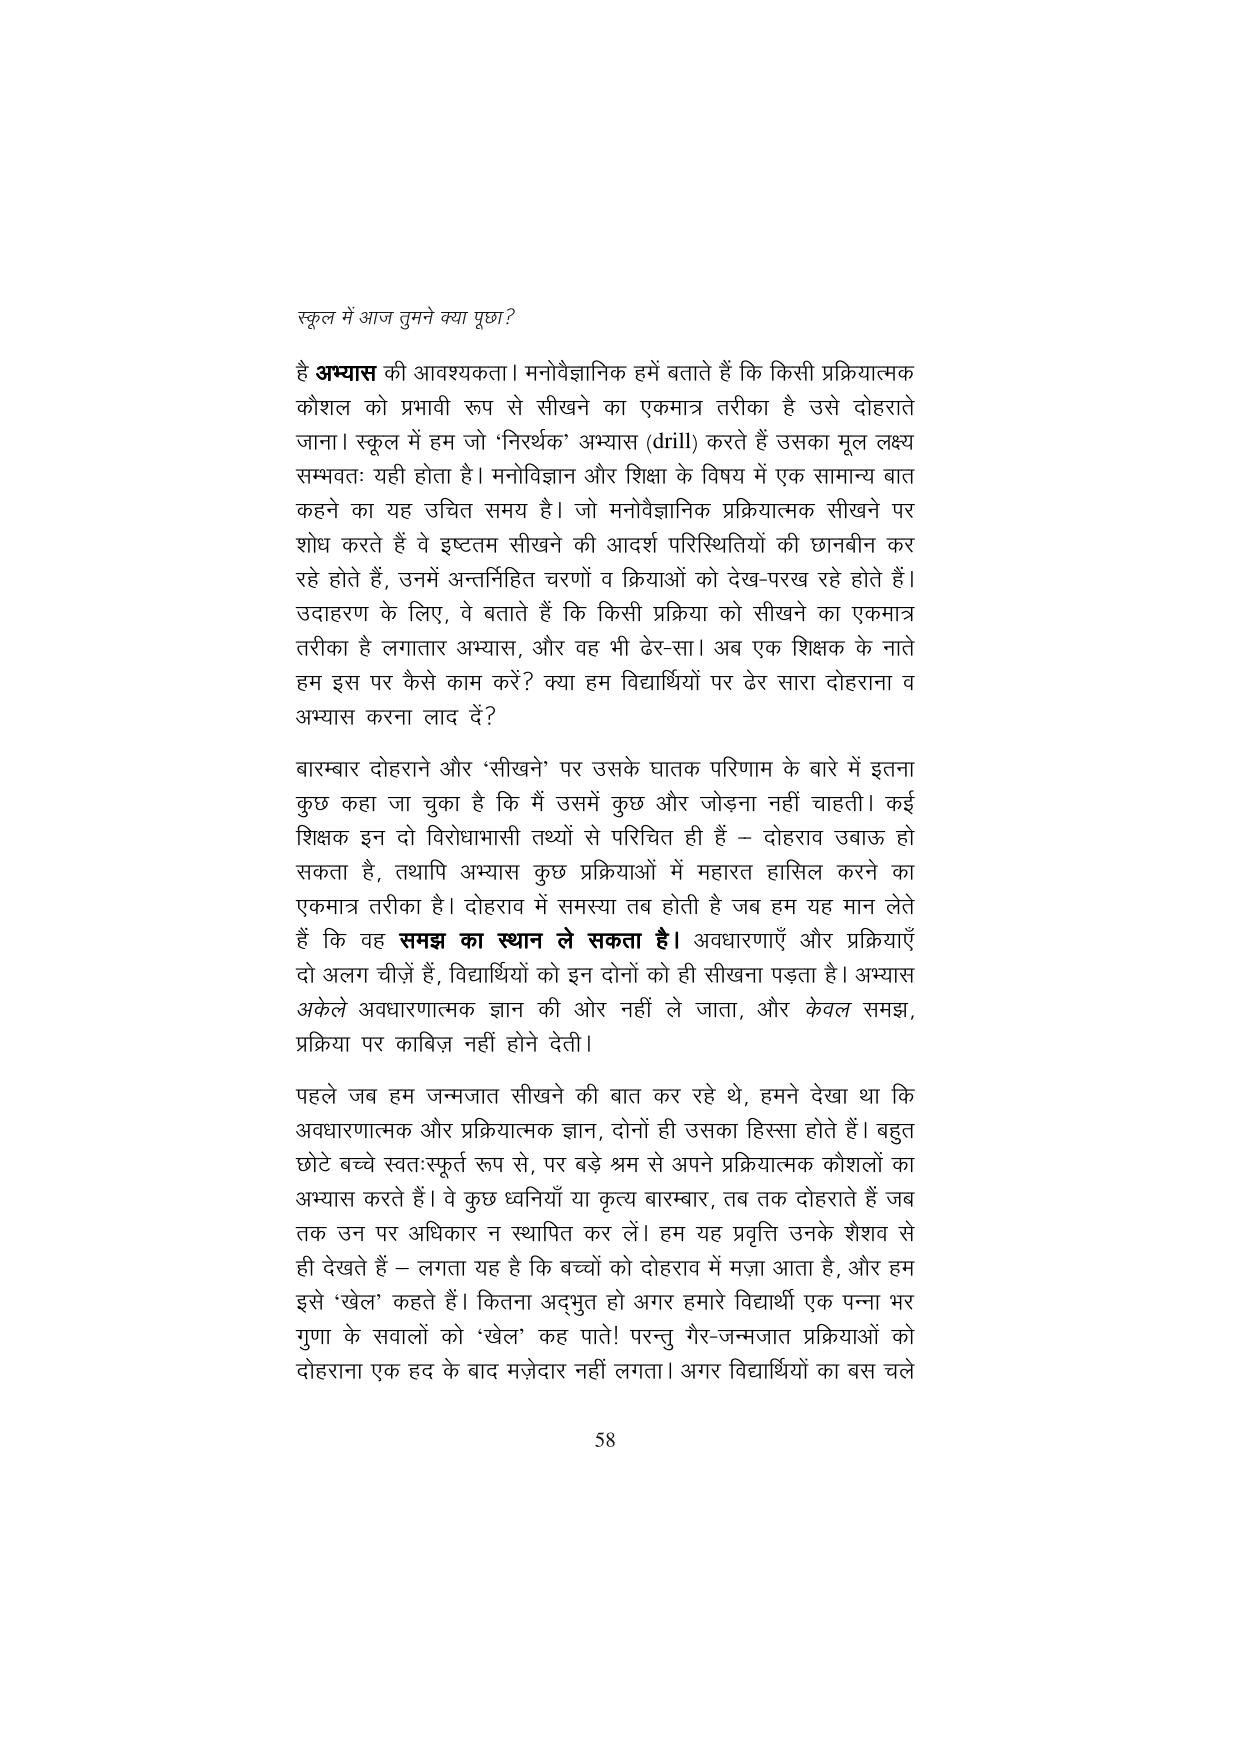 स्कूल में आज तुमने क्या पूछा?
है अभ्यास की आवश्यकता। मनोवैज्ञानिक हमें बताते हैं कि किसी प्रक्रियात्मक
कौशल को प्रभावी रूप से सीखने का एकमात्र तरीका है उसे दोहराते
जाना। स्कूल में हम जो ‘निरर्थक’ अभ्यास (drill) करते हैं उसका मूल लक्ष्य
सम्भवतः यही होता है। मनोविज्ञान और शिक्षा के विषय में एक सामान्य बात
कहने का यह उचित समय है। जो मनोवैज्ञानिक प्रक्रियात्मक सीखने पर
शोध करते हैं वे इष्टतम सीखने की आदर्श परिस्थितियों की छानबीन कर
रहे होते हैं, उनमें अन्तर्निहित चरणों व क्रियाओं को देख-परख रहे होते हैं।
उदाहरण के लिए, वे बताते हैं कि किसी प्रक्रिया को सीखने का एकमात्र
तरीका है लगातार अभ्यास, और वह भी ढेर-सा। अब एक शिक्षक के नाते
हम इस पर कैसे काम करें? क्या हम विद्यार्थियों पर ढेर सारा दोहराना व
अभ्यास करना लाद दें?
बारम्बार दोहराने और ‘सीखने’ पर उसके घातक परिणाम के बारे में इतना
कुछ कहा जा चुका है कि मैं उसमें कुछ और जोड़ना नहीं चाहती। कई
शिक्षक इन दो विरोधाभासी तथ्यों से परिचित ही हैं – दोहराव उबाऊ हो
सकता है, तथापि अभ्यास कुछ प्रक्रियाओं में महारत हासिल करने का
एकमात्र तरीका है। दोहराव में समस्या तब होती है जब हम यह मान लेते
हैं कि वह समझ का स्थान ले सकता है। अवधारणाएँ और प्रक्रियाएँ
दो अलग चीज़ें हैं, विद्यार्थियों को इन दोनों को ही सीखना पड़ता है। अभ्यास
अकेले अवधारणात्मक ज्ञान की ओर नहीं ले जाता, और केवल समझ,
प्रक्रिया पर काबिज़ नहीं होने देती।
पहले जब हम जन्मजात सीखने की बात कर रहे थे, हमने देखा था कि
अवधारणात्मक और प्रक्रियात्मक ज्ञान, दोनों ही उसका हिस्सा होते हैं। बहुत
छोटे बच्चे स्वतःस्फूर्त रूप से, पर बड़े श्रम से अपने प्रक्रियात्मक कौशलों का
अभ्यास करते हैं। वे कुछ ध्वनियाँ या कृत्य बारम्बार, तब तक दोहराते हैं जब
तक उन पर अधिकार न स्थापित कर लें। हम यह प्रवृत्ति उनके शैशव से
ही देखते हैं – लगता यह है कि बच्चों को दोहराव में मज़ा आता है, और हम
इसे ‘खेल’ कहते हैं। कितना अद्भुत हो अगर हमारे विद्यार्थी एक पन्ना भर
गुणा के सवालों को ‘खेल’ कह पाते! परन्तु गैर-जन्मजात प्रक्रियाओं को
दोहराना एक हद के बाद मज़ेदार नहीं लगता। अगर विद्यार्थियों का बस चले
58